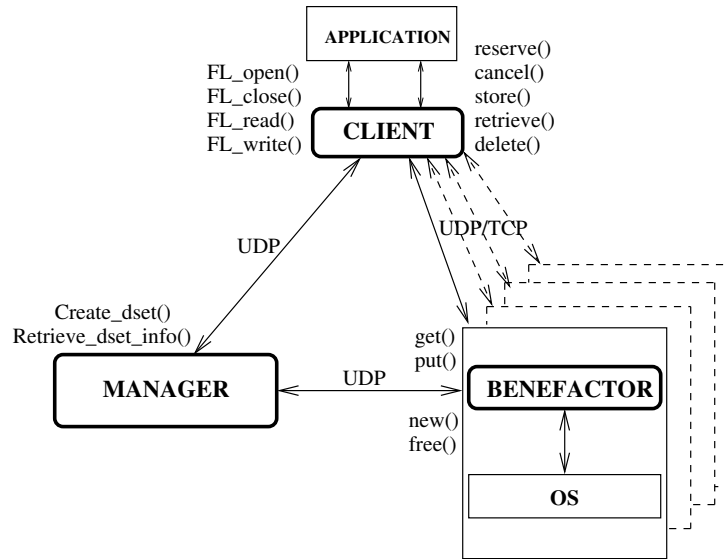 APPLICATION
FL_open()
FL_close()
FL_read()
FL_write()
reserve()
cancel()
store()
retrieve()
delete()
CLIENT
UDP
UDP/TCP
Create_dset()
Retrieve_dset_info()
MANAGER
UDP
get()
put()
BENEFACTOR
new()
free()
OS